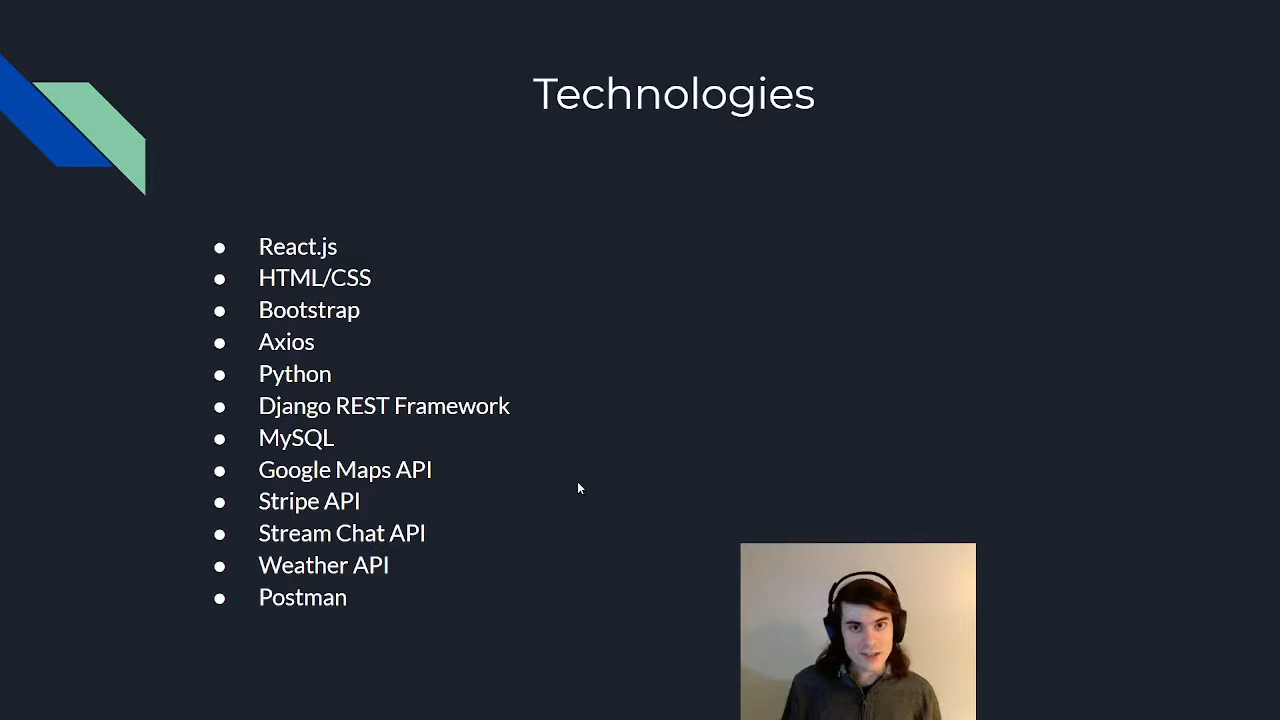 Technologies
● React.js
● HTML/CSS
● Bootstrap
● Axios
● Python
● Django REST Framework
● MySQL
● Google Maps API
● Stripe API
● Stream Chat API
● Weather API
● Postman